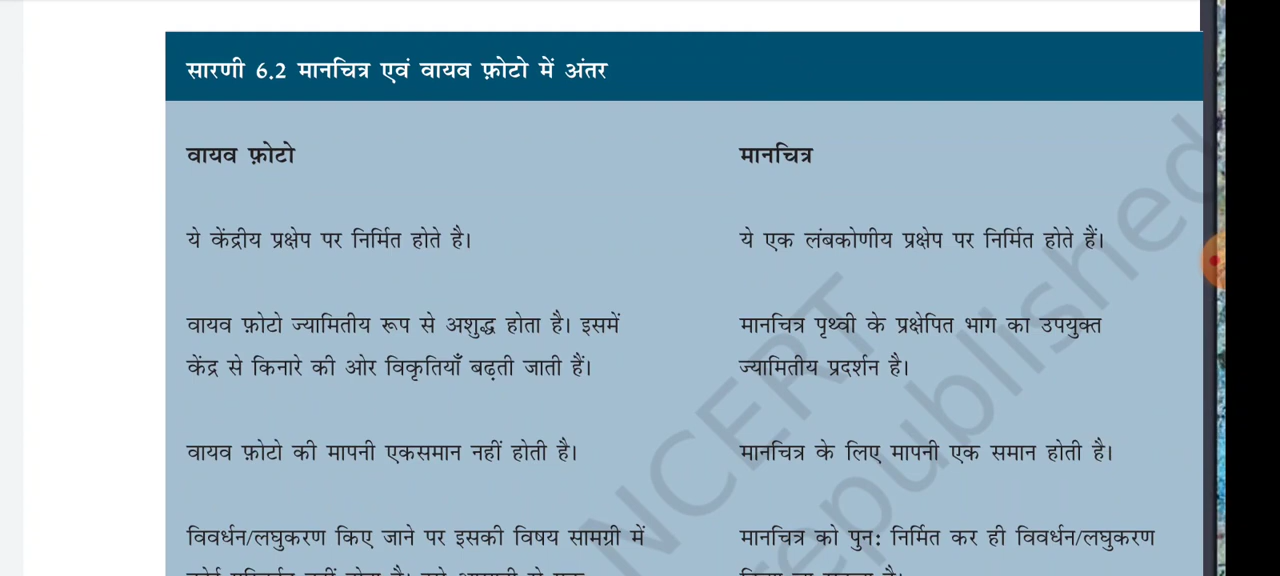 सारणी 6.2 मानचित्र एवं वायव फ़ोटो में अंतर
वायव फ़ोटो
मानचित्र
ये केंद्रीय प्रक्षेप पर निर्मित होते है।
ये एक लंबकोणीय प्रक्षेप पर निर्मित होते हैं।
वायव फ़ोटो ज्यामितीय रूप से अशुद्ध होता है। इसमें
केंद्र से किनारे की ओर विकृतियाँ बढ़ती जाती हैं।
मानचित्र पृथ्वी के प्रक्षेपित भाग का उपयुक्त
ज्यामितीय प्रदर्शन है।
वायव फ़ोटो की मापनी एकसमान नहीं होती है।
मानचित्र के लिए मापनी एक समान होती है।
विवर्धन/लघुकरण किए जाने पर इसकी विषय सामग्री में
मानचित्र को पुन: निर्मित कर ही विवर्धन/लघुकरण
NCERT
republished